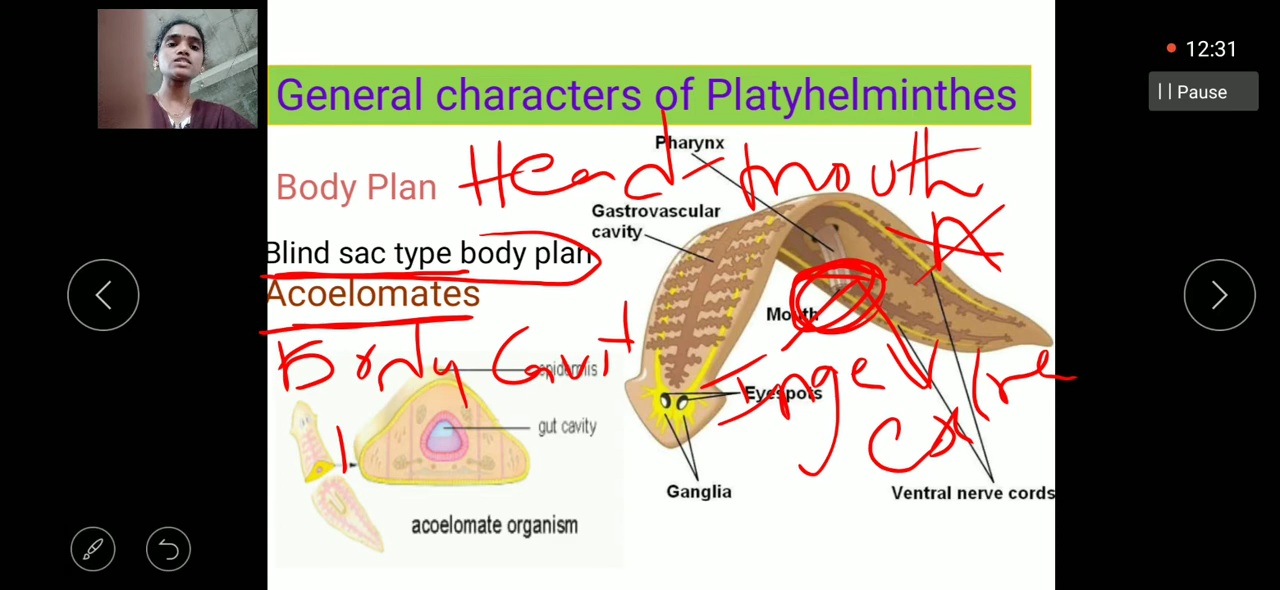 12:31
Pause
General characters of Platyhelminthes
Pharynx
Head - mouth
Body Plan
Gastrovascular
cavity
Blind sac type body plan
Acoelomates
Mouth
Body Cavit
epidermis
Eyespots
gut cavity
Ganglia
Ventral nerve cords
acoelomate organism